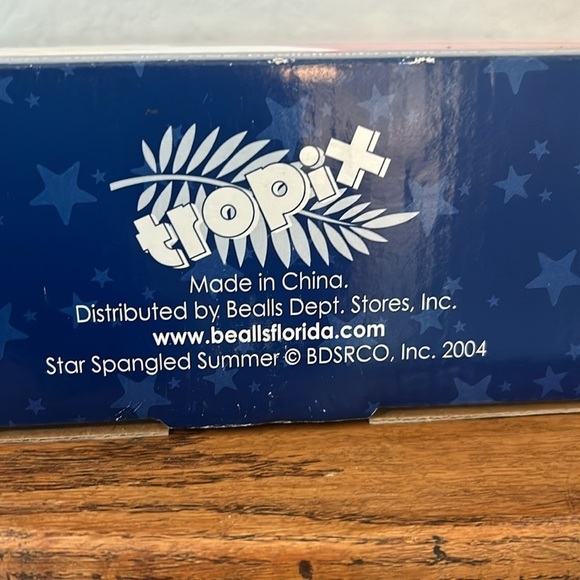 tropix
Made in China.
Distributed by Bealls Dept. Stores, Inc.
www.beallsflorida.com
Star Spangled Summer © BDSRCO, Inc. 2004